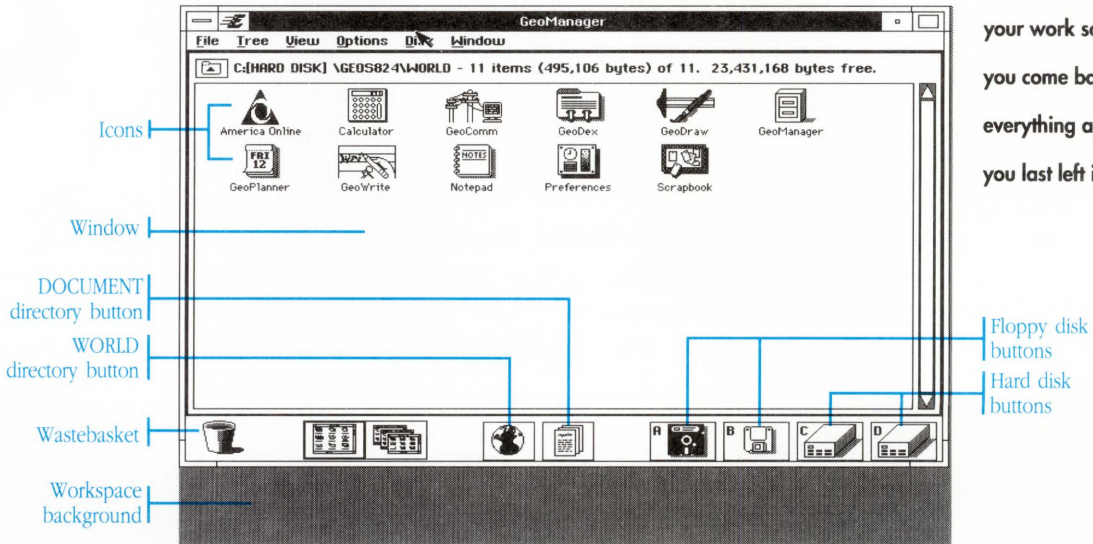 GeoManager
File Tree View Options Disk Window
C:[HARD DISK] \GEOS824\WORLD - 11 items (495,106 bytes) of 11. 23,431,168 bytes free.
America Online Calculator GeoComm GeoDex GeoDraw GeoManager
FRI
12
NOTES
GeoPlanner GeoWrite Notepad Preferences Scrapbook
A B C D
Icons
Window
DOCUMENT
directory button
WORLD
directory button
Wastebasket
Workspace
background
Floppy disk
buttons
Hard disk
buttons
your work
you come
everything
you last left